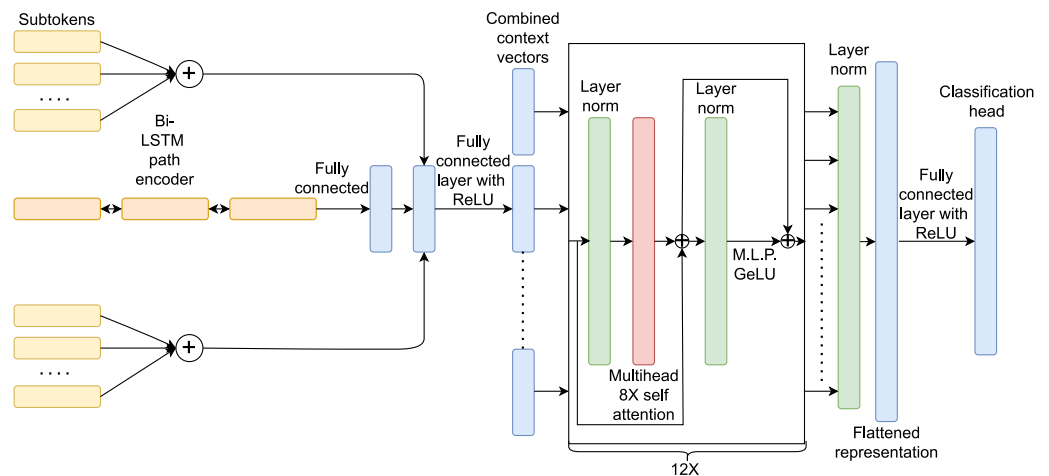 Subtokens
. . . .
Bi-
LSTM
path
encoder
Fully
connected
. . . .
Fully
connected
layer with
ReLU
Combined
context
vectors
Layer
norm
Multihead
8X self
attention
Layer
norm
M.L.P.
GeLU
12X
Layer
norm
Flattened
representation
Fully
connected
layer with
ReLU
Classification
head